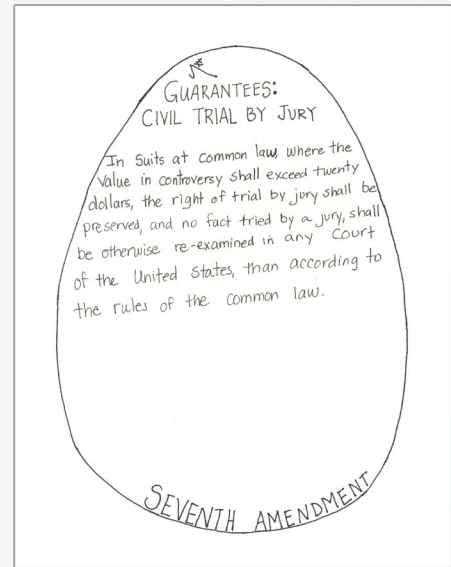 GUARANTEES:
CIVIL TRIAL BY JURY
In Suits at common law, where the
Value in controversy shall exceed twenty
dollars, the right of trial by jury shall be
preserved, and no fact tried by a jury, shall
be otherwise re-examined in any Court
of the United States, than according to
the rules of the common law.
SEVENTH AMENDMENT